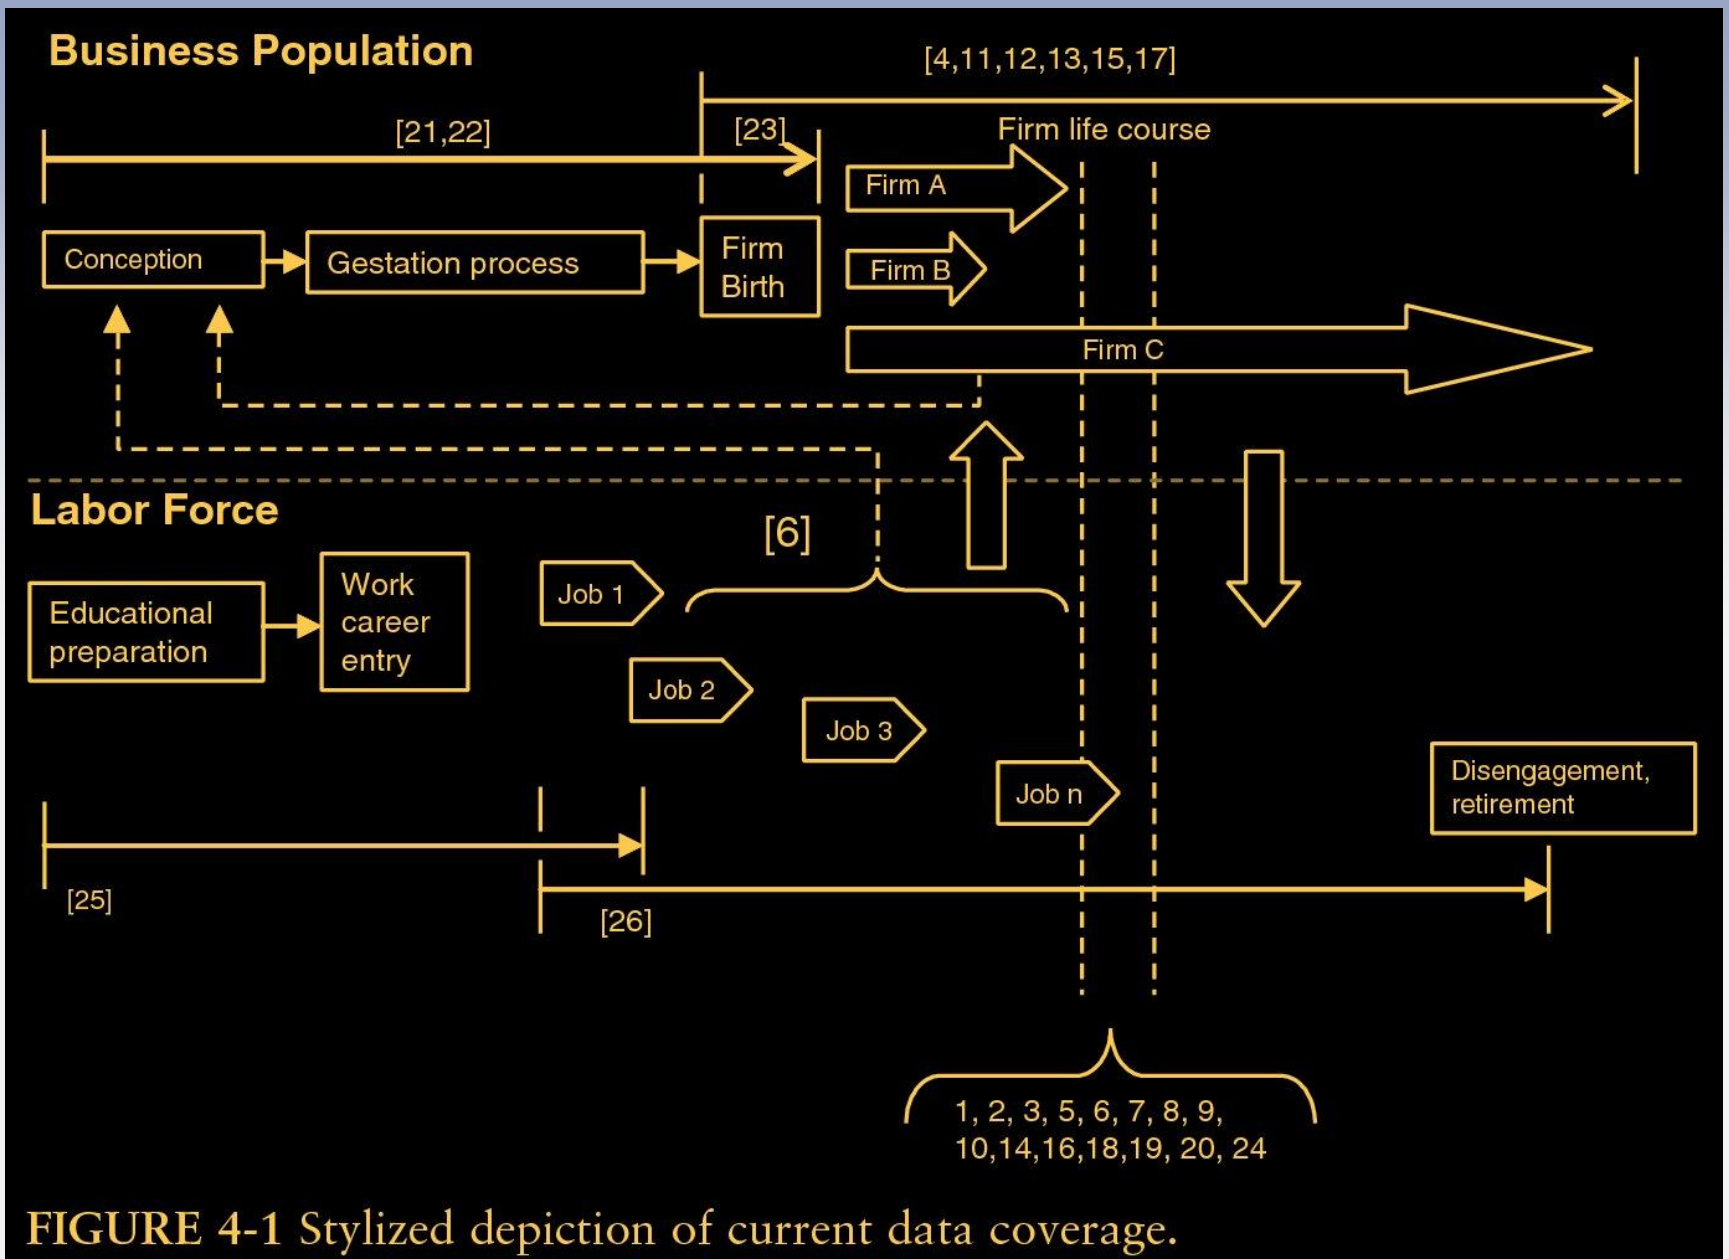 Business Population
[4,11,12,13,15,17]
[21,22]
[23]
Firm life course
Firm A
Conception
Gestation process
Firm
Birth
Firm B
Firm C
Labor Force
[6]
Educational
preparation
Work
career
entry
Job 1
Job 2
Job 3
Job n
Disengagement,
retirement
[25]
[26]
1, 2, 3, 5, 6, 7, 8, 9,
10,14,16,18,19, 20, 24
FIGURE 4-1 Stylized depiction of current data coverage.